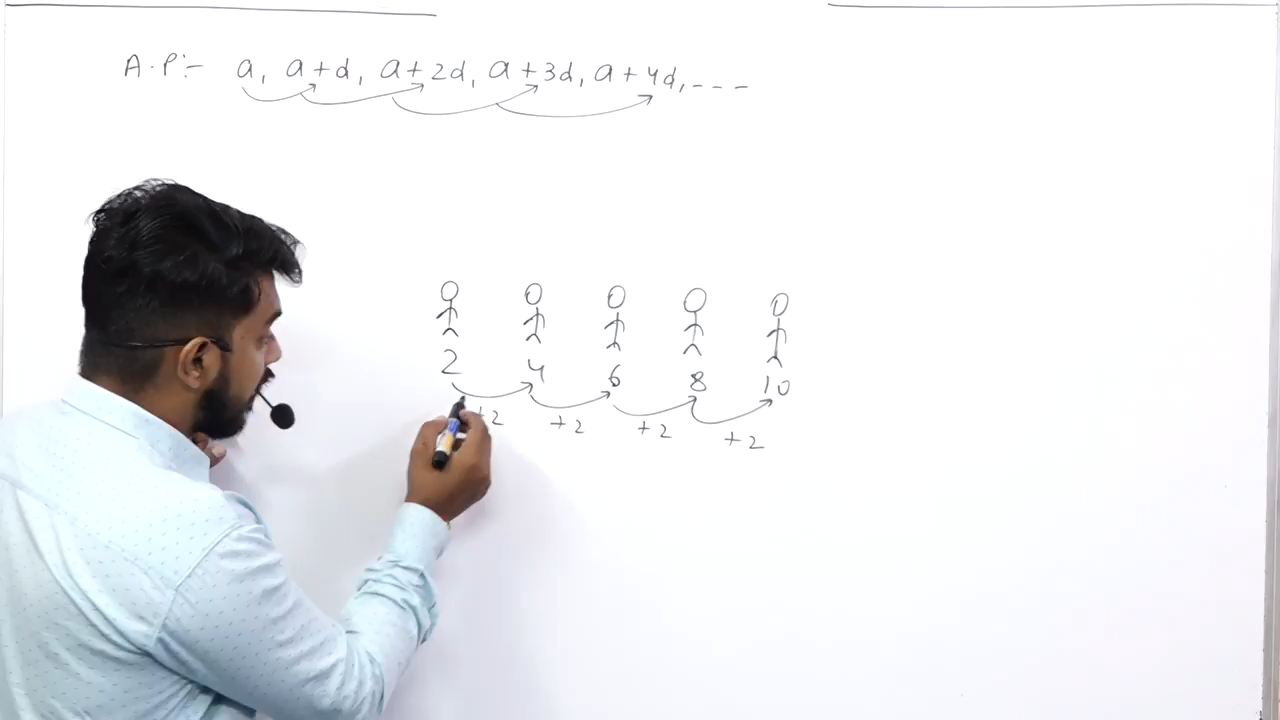 A.P:- a, a+d, a+2d, a+3d, a+4d, - - -
2 4 6 8 10
+2 +2 +2 +2